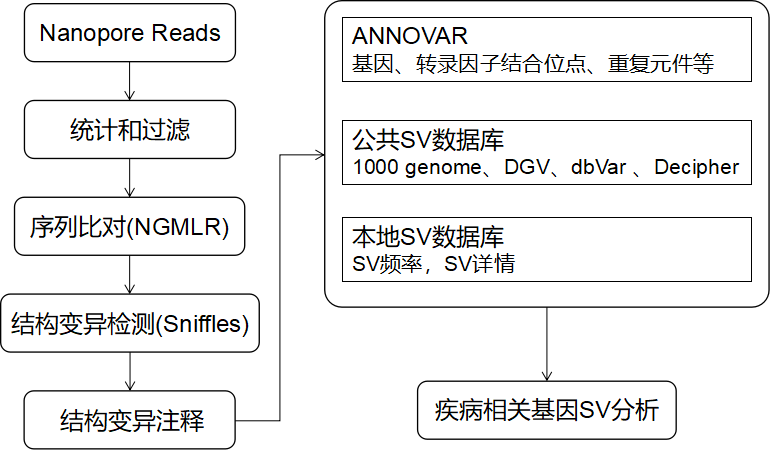 Nanopore Reads
统计和过滤
序列比对(NGMLR)
结构变异检测(Sniffles)
结构变异注释
ANNOVAR
基因、转录因子结合位点、重复元件等
公共SV数据库
1000 genome、DGV、dbVar 、Decipher
本地SV数据库
SV频率，SV详情
疾病相关基因SV分析